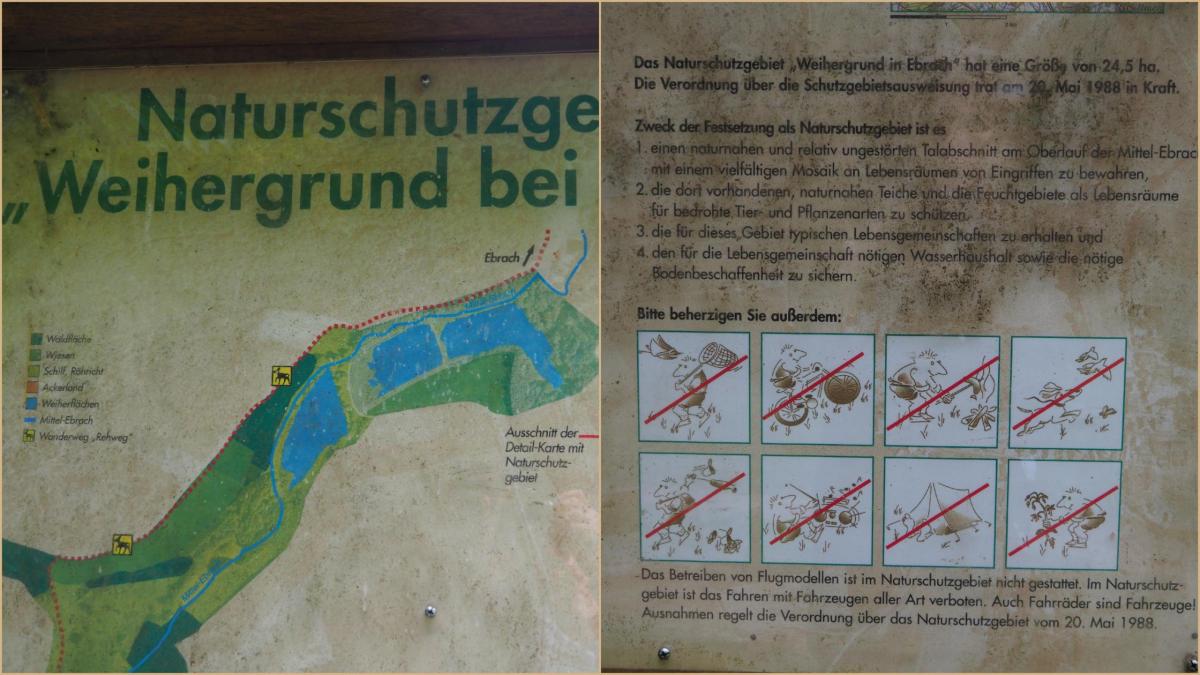 Naturschutzge
„Weihergrund bei
Ebrach
Mittel-Ebrach
Waldfläche
Wiesen
Schilf, Röhricht
Ackerland
Weiherflächen
Mittel-Ebrach
Wanderweg „Rehweg"
Ausschnitt der
Detail-Karte mit
Naturschutz-
gebiet
Das Naturschutzgebiet „Weihergrund in Ebrach" hat eine Größe von 24,5 ha.
Die Verordnung über die Schutzgebietsausweisung trat am 20. Mai 1988 in Kraft.
Zweck der Festsetzung als Naturschutzgebiet ist es
1. einen naturnahen und relativ ungestörten Talabschnitt am Oberlauf der Mittel-Ebrac
mit einem vielfältigen Mosaik an Lebensräumen von Eingriffen zu bewahren,
2. die dort vorhandenen, naturnahen Teiche und die Feuchtgebiete als Lebensräume
für bedrohte Tier- und Pflanzenarten zu schützen,
3. die für dieses Gebiet typischen Lebensgemeinschaften zu erhalten und
4. den für die Lebensgemeinschaft nötigen Wasserhaushalt sowie die nötige
Bodenbeschaffenheit zu sichern.
Bitte beherzigen Sie außerdem:
Das Betreiben von Flugmodellen ist im Naturschutzgebiet nicht gestattet. Im Naturschutz-
gebiet ist das Fahren mit Fahrzeugen aller Art verboten. Auch Fahrräder sind Fahrzeuge!
Ausnahmen regelt die Verordnung über das Naturschutzgebiet vom 20. Mai 1988.